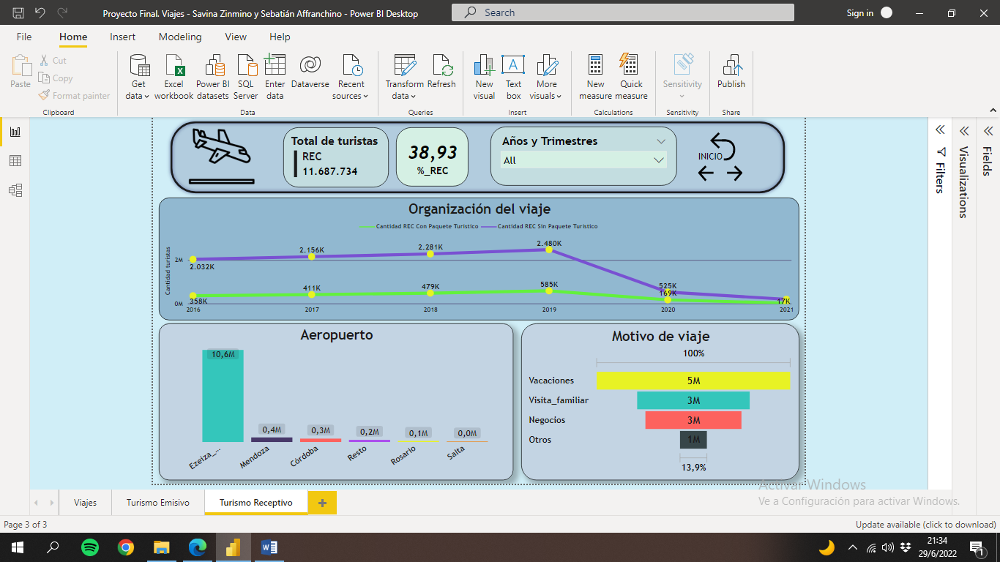 Proyecto Final. Viajes - Savina Zinmino y Sebatián Affranchino - Power BI Desktop
Search
Sign in
File Home Insert Modeling View Help
Paste
Cut
Copy
Format painter
Clipboard
Get data
Excel workbook
Power BI datasets
SQL Server
Enter data
Dataverse
Recent sources
Data
Transform data
Refresh
Queries
New visual
Text box
More visuals
Insert
New measure
Quick measure
Calculations
Sensitivity
Sensitivity
Publish
Share
Total de turistas
REC
11.687.734
38,93
%_REC
Años y Trimestres
All
INICIO
Filters
Visualizations
Fields
Organización del viaje
Cantidad REC Con Paquete Turistico Cantidad REC Sin Paquete Turistico
Cantidad turistas
2M
0M
2.032K 2.156K 2.281K 2.480K 525K
358K 411K 479K 585K 169K 17K
2016 2017 2018 2019 2020 2021
Aeropuerto
10,6M 0,4M 0,3M 0,2M 0,1M 0,0M
Ezeiza_... Mendoza Córdoba Resto Rosario Salta
Motivo de viaje
100%
Vacaciones 5M
Visita_familiar 3M
Negocios 3M
Otros 1M
13,9%
Activar Windows
Ve a Configuración para activar Windows.
Viajes Turismo Emisivo Turismo Receptivo
Page 3 of 3
Update available (click to download)
21:34
29/6/2022
1